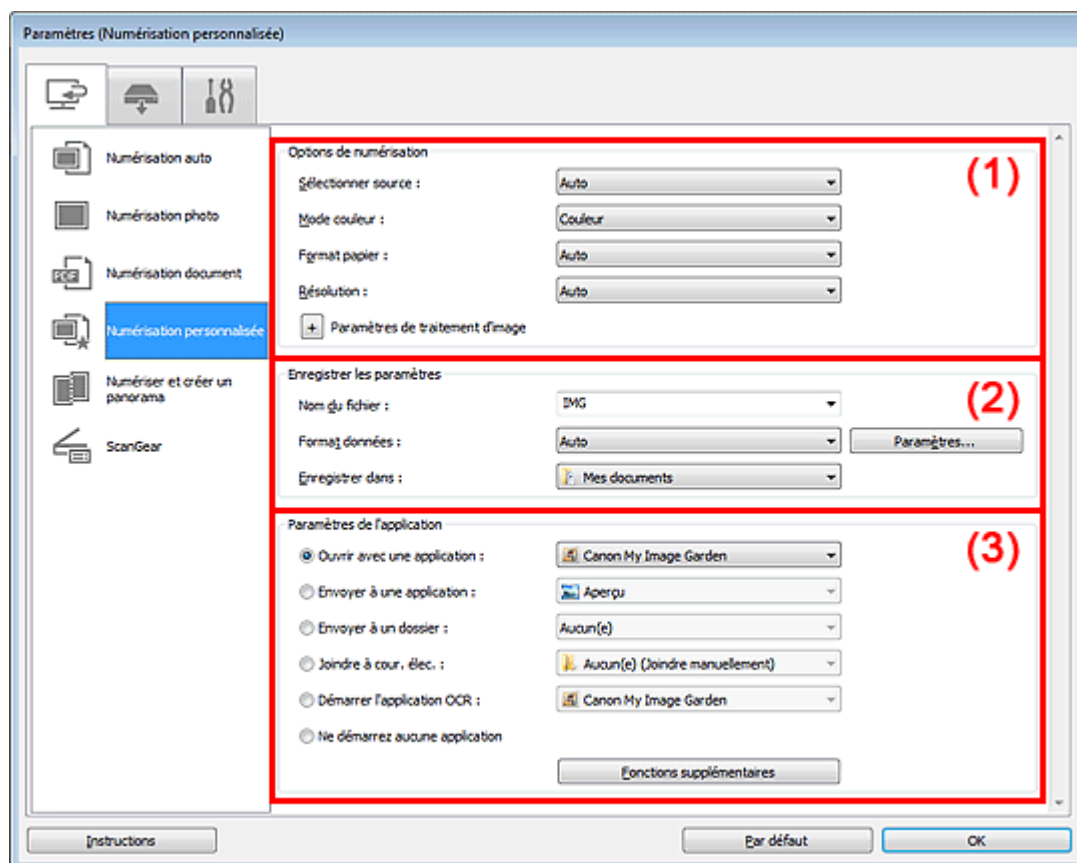 Paramètres (Numérisation personnalisée)
Numérisation auto
Numérisation photo
PDF
Numérisation document
Numérisation personnalisée
Numériser et créer un
panorama
ScanGear
Options de numérisation
(1)
Sélectionner source : Auto
Mode couleur : Couleur
Format papier : Auto
Résolution : Auto
+ Paramètres de traitement d'image
Enregistrer les paramètres
(2)
Nom du fichier : IMG
Format données : Auto Paramètres...
Enregistrer dans : Mes documents
Paramètres de l'application
(3)
Ouvrir avec une application : Canon My Image Garden
Envoyer à une application : Aperçu
Envoyer à un dossier : Aucun(e)
Joindre à cour. élec. : Aucun(e) (Joindre manuellement)
Démarrer l'application OCR : Canon My Image Garden
Ne démarrez aucune application
Fonctions supplémentaires
Instructions Par défaut OK